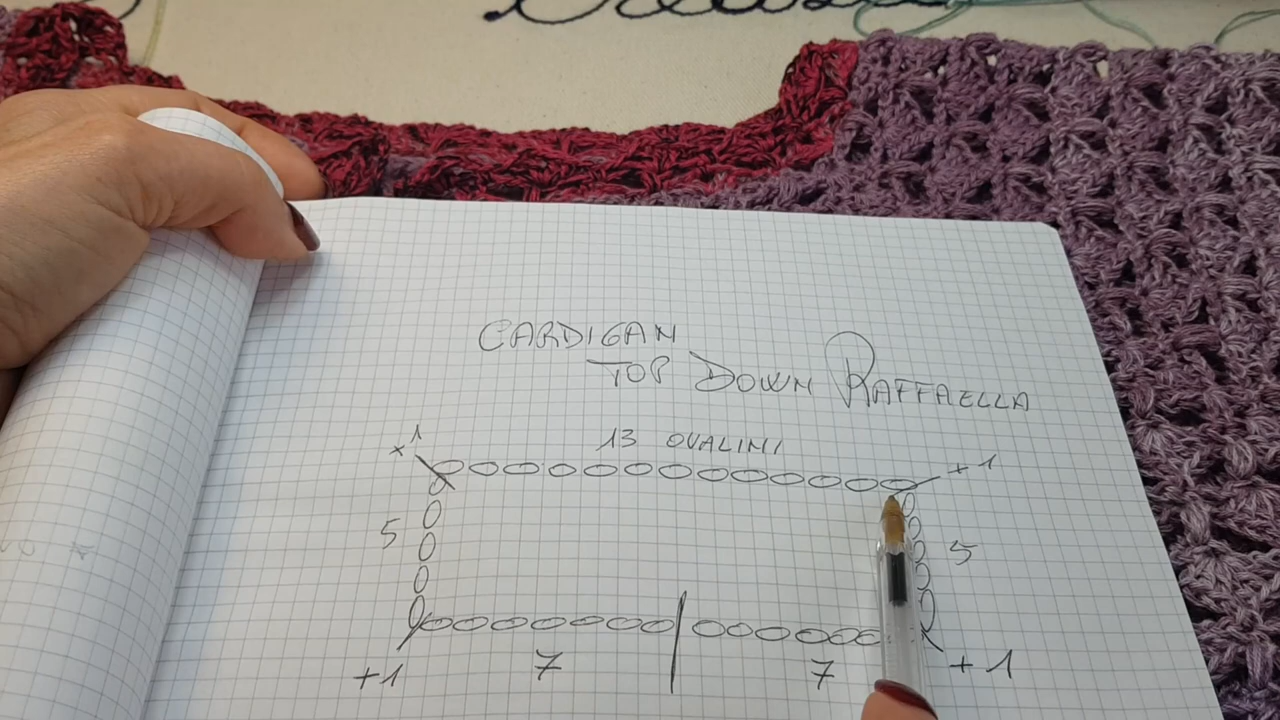 CARDIGAN
TOP DOWN RAFFAELLA
+1
13 OVALINI
+1
5
5
7
7
+1
+1